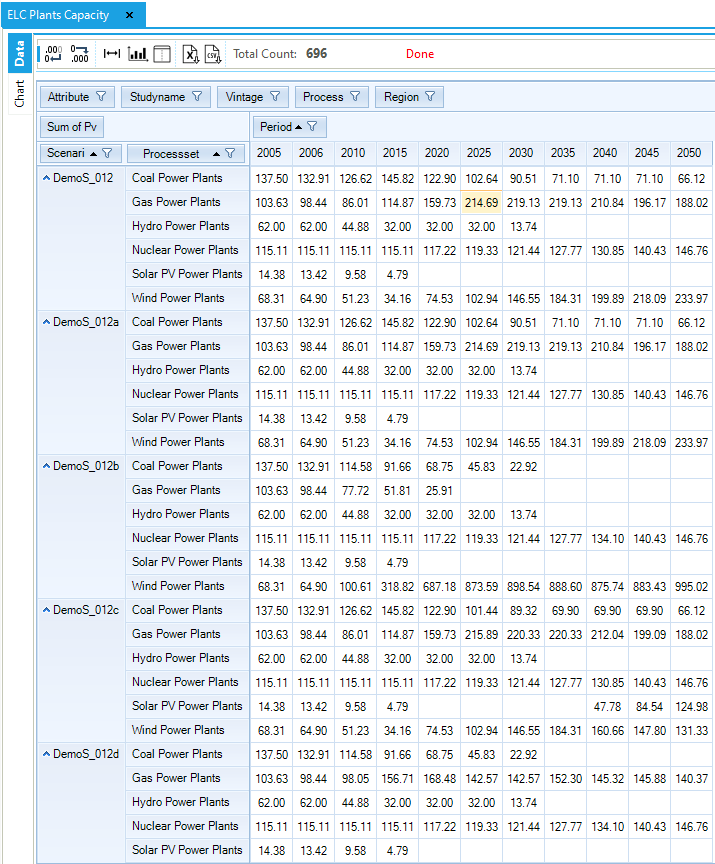 ELC Plants Capacity ×
Data
Chart
.000 0 0 .000 X CSV Total Count: 696 Done
Attribute Studyname Vintage Process Region
Sum of Pv Period
Scenari Processset 2005 2006 2010 2015 2020 2025 2030 2035 2040 2045 2050
DemoS_012 Coal Power Plants 137.50 132.91 126.62 145.82 122.90 102.64 90.51 71.10 71.10 71.10 66.12
Gas Power Plants 103.63 98.44 86.01 114.87 159.73 214.69 219.13 219.13 210.84 196.17 188.02
Hydro Power Plants 62.00 62.00 44.88 32.00 32.00 32.00 13.74
Nuclear Power Plants 115.11 115.11 115.11 115.11 117.22 119.33 121.44 127.77 130.85 140.43 146.76
Solar PV Power Plants 14.38 13.42 9.58 4.79
Wind Power Plants 68.31 64.90 51.23 34.16 74.53 102.94 146.55 184.31 199.89 218.09 233.97
DemoS_012a Coal Power Plants 137.50 132.91 126.62 145.82 122.90 102.64 90.51 71.10 71.10 71.10 66.12
Gas Power Plants 103.63 98.44 86.01 114.87 159.73 214.69 219.13 219.13 210.84 196.17 188.02
Hydro Power Plants 62.00 62.00 44.88 32.00 32.00 32.00 13.74
Nuclear Power Plants 115.11 115.11 115.11 115.11 117.22 119.33 121.44 127.77 130.85 140.43 146.76
Solar PV Power Plants 14.38 13.42 9.58 4.79
Wind Power Plants 68.31 64.90 51.23 34.16 74.53 102.94 146.55 184.31 199.89 218.09 233.97
DemoS_012b Coal Power Plants 137.50 132.91 114.58 91.66 68.75 45.83 22.92
Gas Power Plants 103.63 98.44 77.72 51.81 25.91
Hydro Power Plants 62.00 62.00 44.88 32.00 32.00 32.00 13.74
Nuclear Power Plants 115.11 115.11 115.11 115.11 117.22 119.33 121.44 127.77 134.10 140.43 146.76
Solar PV Power Plants 14.38 13.42 9.58 4.79
Wind Power Plants 68.31 64.90 100.61 318.82 687.18 873.59 898.54 888.60 875.74 883.43 995.02
DemoS_012c Coal Power Plants 137.50 132.91 126.62 145.82 122.90 101.44 89.32 69.90 69.90 69.90 66.12
Gas Power Plants 103.63 98.44 86.01 114.87 159.73 215.89 220.33 220.33 212.04 199.09 188.02
Hydro Power Plants 62.00 62.00 44.88 32.00 32.00 32.00 13.74
Nuclear Power Plants 115.11 115.11 115.11 115.11 117.22 119.33 121.44 127.77 130.85 140.43 146.76
Solar PV Power Plants 14.38 13.42 9.58 4.79 47.78 84.54 124.98
Wind Power Plants 68.31 64.90 51.23 34.16 74.53 102.94 146.55 184.31 160.66 147.80 131.33
DemoS_012d Coal Power Plants 137.50 132.91 114.58 91.66 68.75 45.83 22.92
Gas Power Plants 103.63 98.44 98.05 156.71 168.48 142.57 142.57 152.30 145.32 145.88 140.37
Hydro Power Plants 62.00 62.00 44.88 32.00 32.00 32.00 13.74
Nuclear Power Plants 115.11 115.11 115.11 115.11 117.22 119.33 121.44 127.77 134.10 140.43 146.76
Solar PV Power Plants 14.38 13.42 9.58 4.79